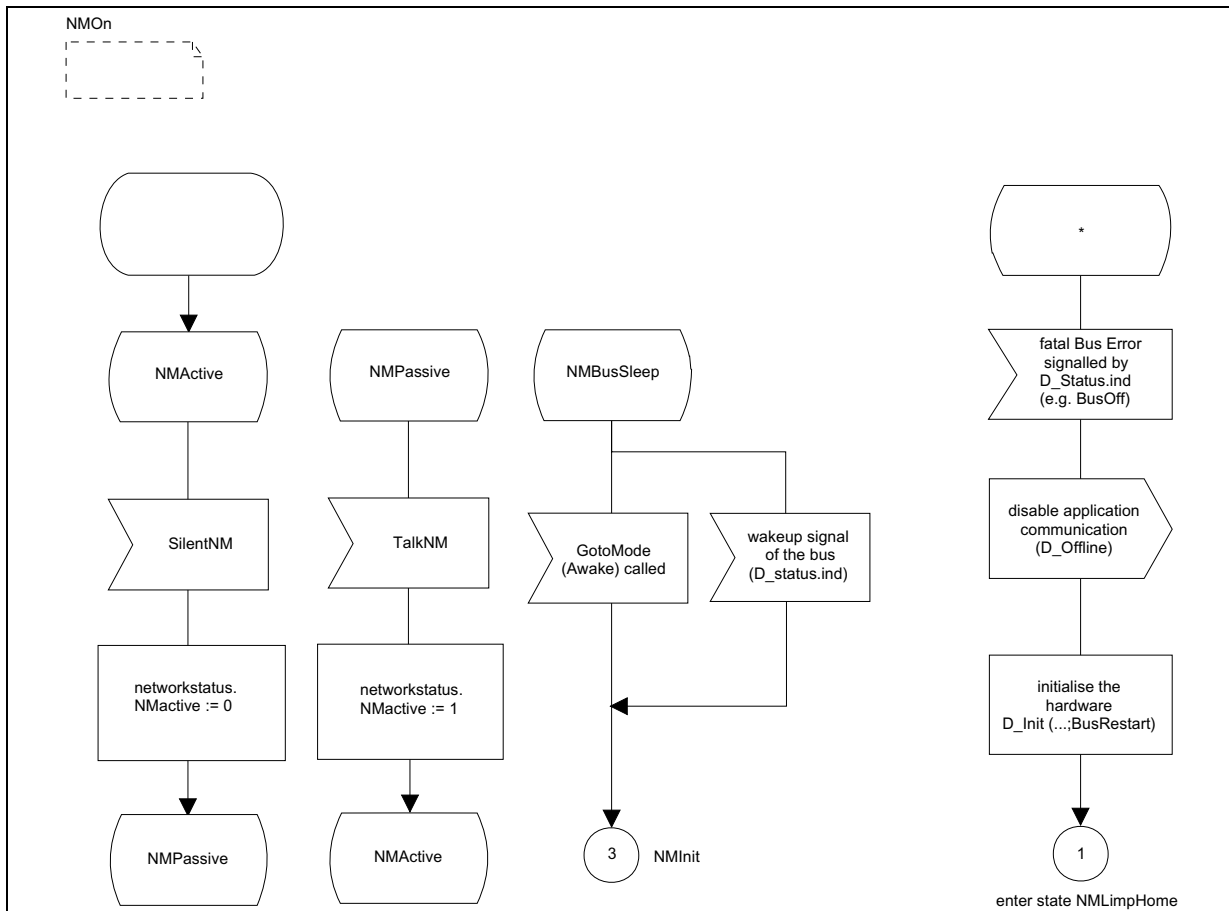 NMOn
NMActive
SilentNM
networkstatus.
NMactive := 0
NMPassive
NMPassive
TalkNM
networkstatus.
NMactive := 1
NMActive
NMBusSleep
GotoMode
(Awake) called
wakeup signal
of the bus
(D_status.ind)
3
NMInit
*
fatal Bus Error
signalled by
D_Status.ind
(e.g. BusOff)
disable application
communication
(D_Offline)
initialise the
hardware
D_Init (...;BusRestart)
1
enter state NMLimpHome